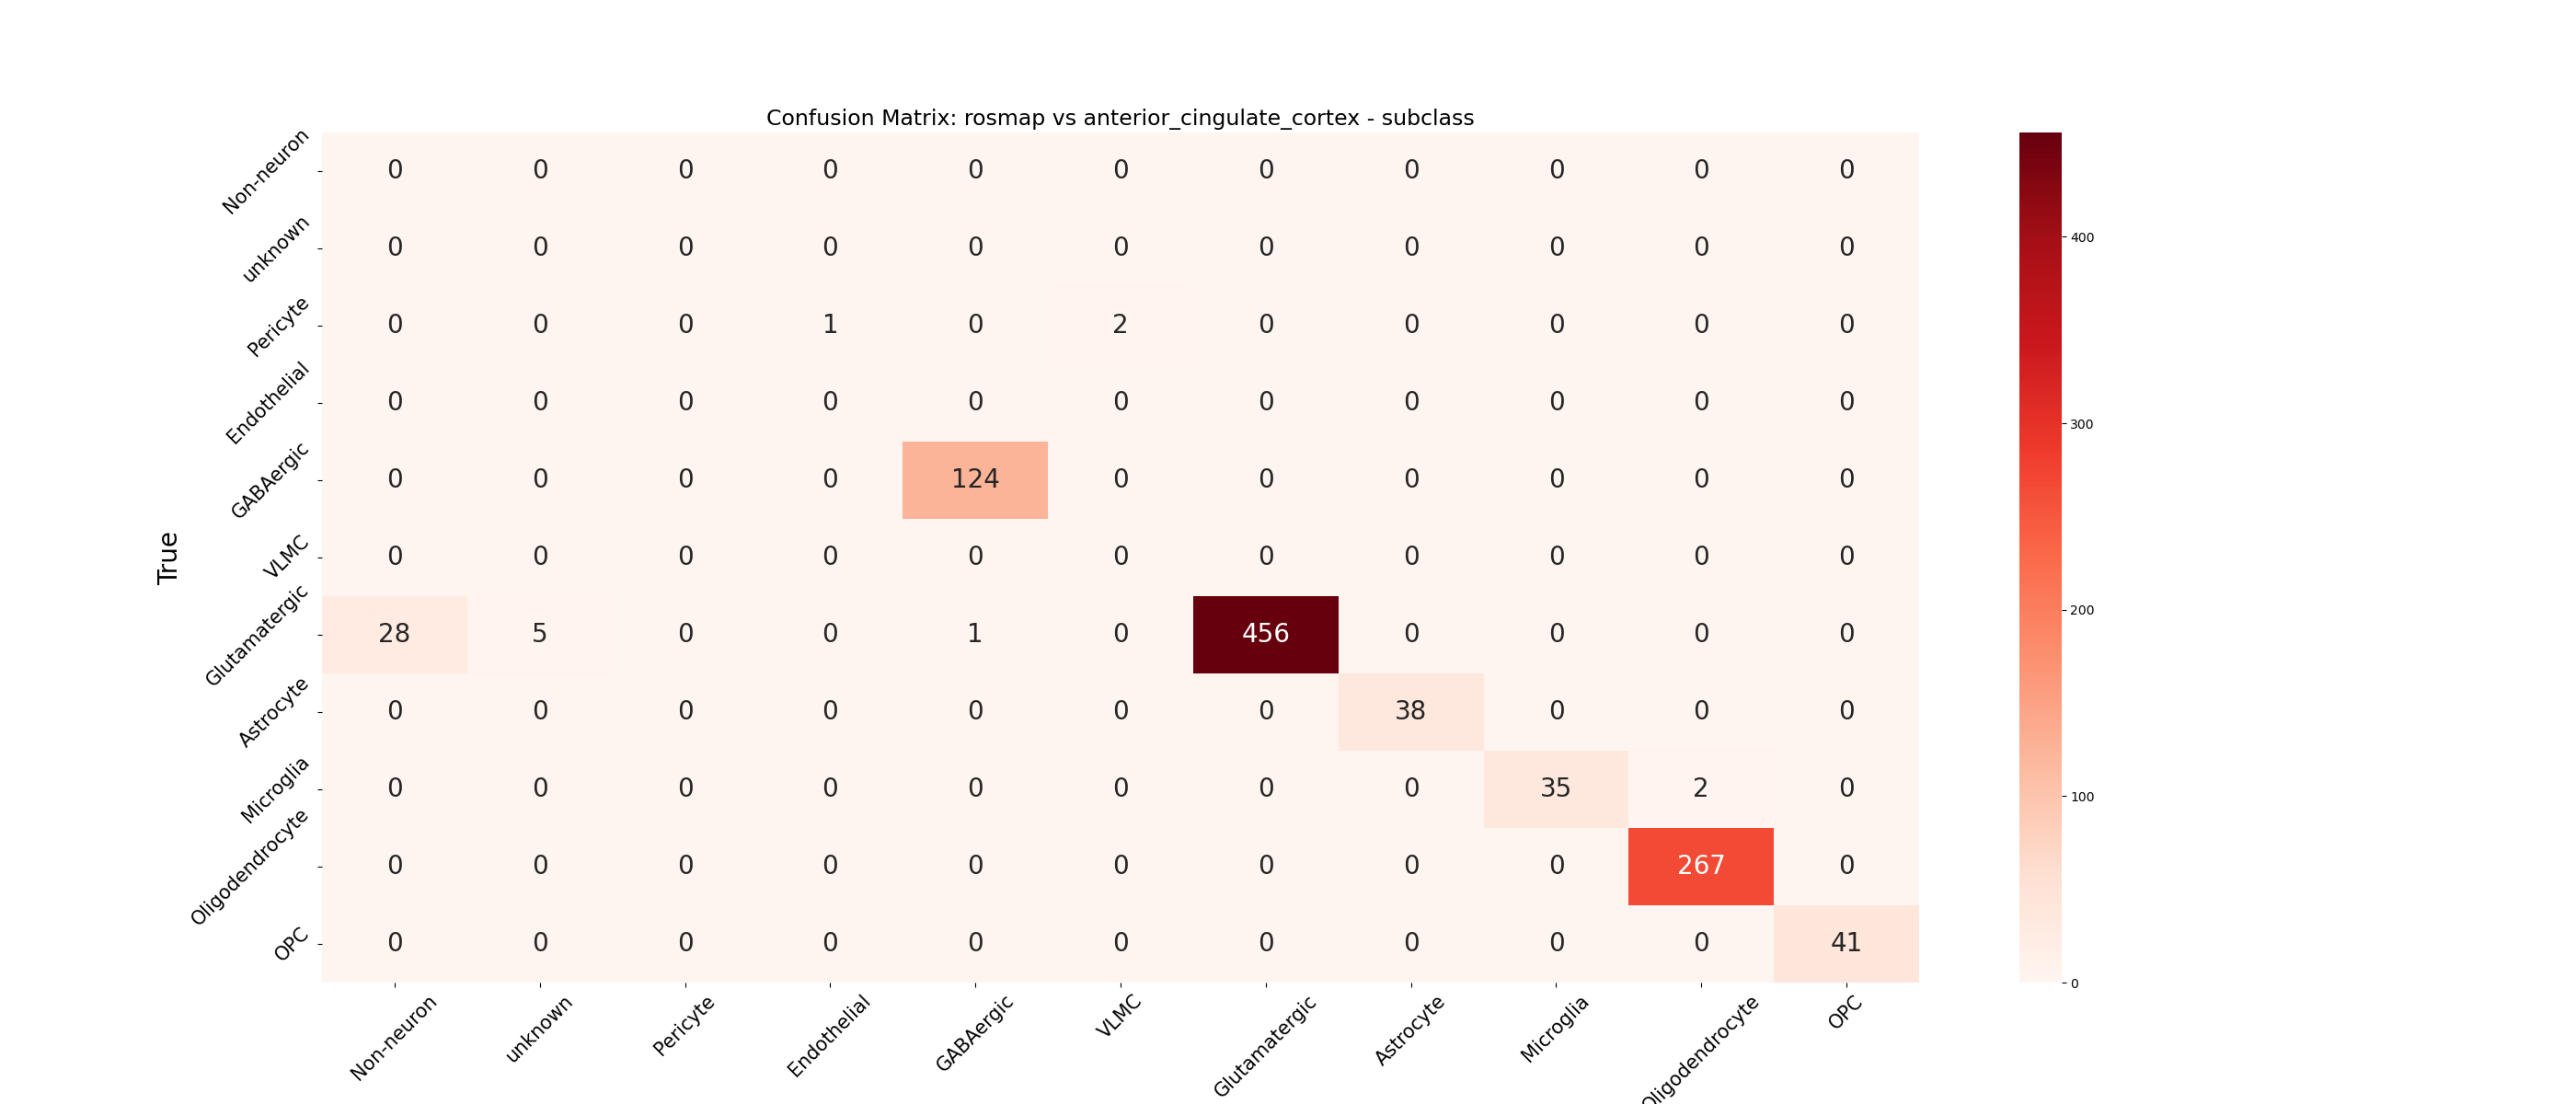 Confusion Matrix: rosmap vs anterior_cingulate_cortex - subclass
True
Non-neuron 0 0 0 0 0 0 0 0 0 0 0
unknown 0 0 0 0 0 0 0 0 0 0 0
Pericyte 0 0 0 1 0 2 0 0 0 0 0
Endothelial 0 0 0 0 0 0 0 0 0 0 0
GABAergic 0 0 0 0 124 0 0 0 0 0 0
VLMC 0 0 0 0 0 0 0 0 0 0 0
Glutamatergic 28 5 0 0 1 0 456 0 0 0 0
Astrocyte 0 0 0 0 0 0 0 38 0 0 0
Microglia 0 0 0 0 0 0 0 0 35 2 0
Oligodendrocyte 0 0 0 0 0 0 0 0 0 267 0
OPC 0 0 0 0 0 0 0 0 0 0 41
Non-neuron unknown Pericyte Endothelial GABAergic VLMC Glutamatergic Astrocyte Microglia Oligodendrocyte OPC
400
300
200
100
0